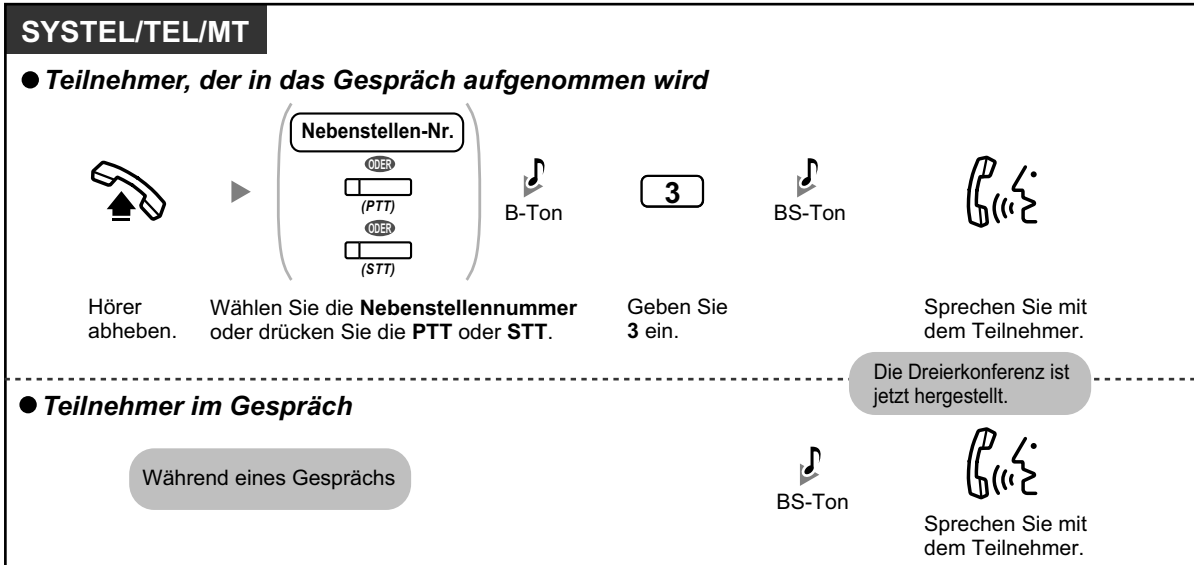 SYSTEL/TEL/MT
● Teilnehmer, der in das Gespräch aufgenommen wird
Nebenstellen-Nr.
ODER
(PTT)
ODER
(STT)
B-Ton
3
BS-Ton
Hörer
abheben.
Wählen Sie die Nebenstellennummer
oder drücken Sie die PTT oder STT.
Geben Sie
3 ein.
Sprechen Sie mit
dem Teilnehmer.
Die Dreierkonferenz ist
jetzt hergestellt.
● Teilnehmer im Gespräch
Während eines Gesprächs
BS-Ton
Sprechen Sie mit
dem Teilnehmer.